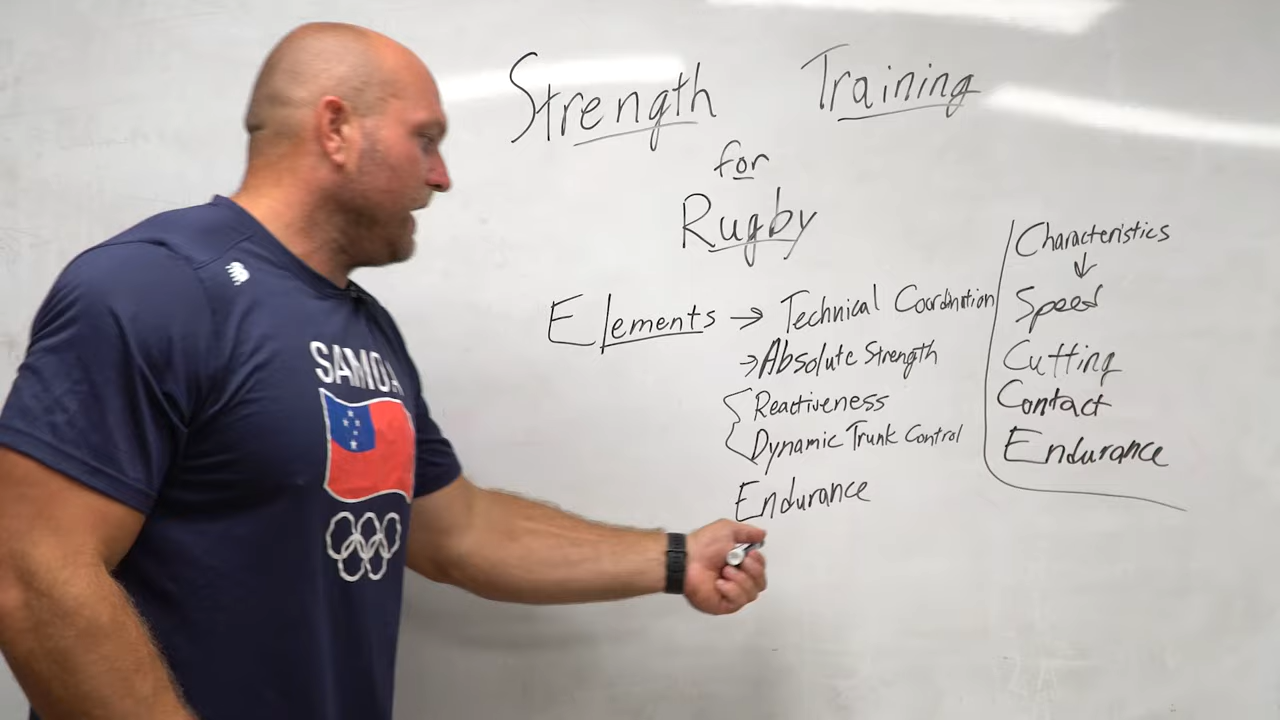 Strength Training
for
Rugby
Elements → Technical Coordination
→ Absolute Strength
Reactiveness
Dynamic Trunk Control
Endurance
Characteristics
↓
Speed
Cutting
Contact
Endurance
SAMOA